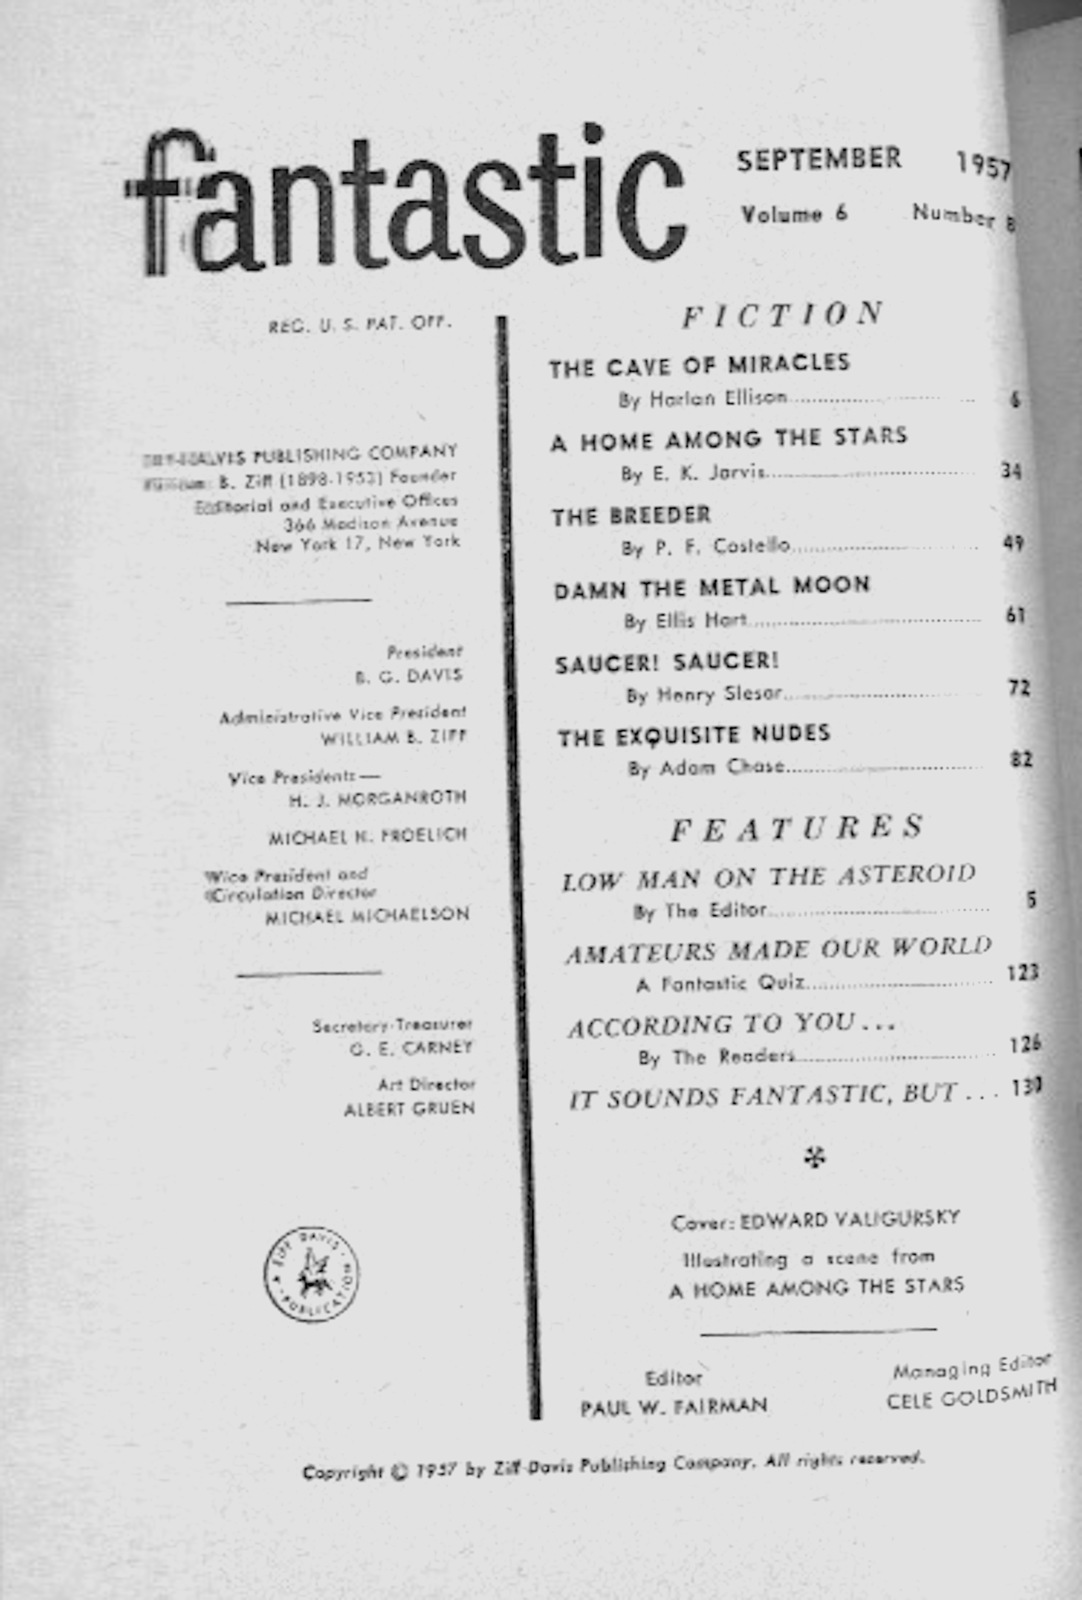 fantastic
SEPTEMBER 1957
Volume 6 Number 8
REG. U. S. PAT. OFF.
PUBLISHING COMPANY
B. Ziff (1898-1953) Founder
Editorial and Executive Offices
366 Madison Avenue
New York 17, New York
President
B. G. DAVIS
Administrative Vice President
WILLIAM B. ZIFF
Vice Presidents—
H. J. MORGANROTH
MICHAEL H. FROELICH
Vice President and
Circulation Director
MICHAEL MICHAELSON
Secretary-Treasurer
G. E. CARNEY
Art Director
ALBERT GRUEN
A ZIFF DAVIS
PUBLICATION
FICTION
THE CAVE OF MIRACLES
By Harlan Ellison 6
A HOME AMONG THE STARS
By E. K. Jarvis 34
THE BREEDER
By P. F. Costello 49
DAMN THE METAL MOON
By Ellis Hart 61
SAUCER! SAUCER!
By Henry Slesar 72
THE EXQUISITE NUDES
By Adam Chase 82
FEATURES
LOW MAN ON THE ASTEROID
By The Editor 5
AMATEURS MADE OUR WORLD
A Fantastic Quiz 123
ACCORDING TO YOU...
By The Readers 126
IT SOUNDS FANTASTIC, BUT...
Cover: EDWARD VALIGURSKY
Illustrating a scene from
A HOME AMONG THE STARS
Editor
PAUL W. FAIRMAN
Managing Editor
CELE GOLDSMITH
Copyright © 1957 by Ziff-Davis Publishing Company. All rights reserved.